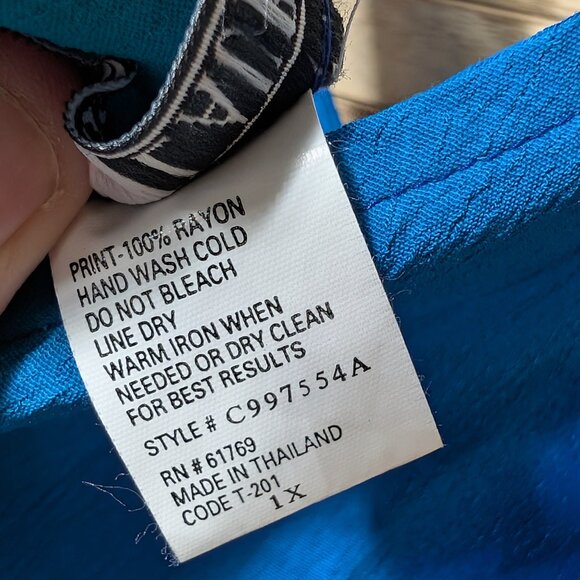 PRINT-100% RAYON
HAND WASH COLD
DO NOT BLEACH
LINE DRY
WARM IRON WHEN
NEEDED OR DRY CLEAN
FOR BEST RESULTS
STYLE # C997554A
RN # 61769
MADE IN THAILAND
CODE T-201
1X